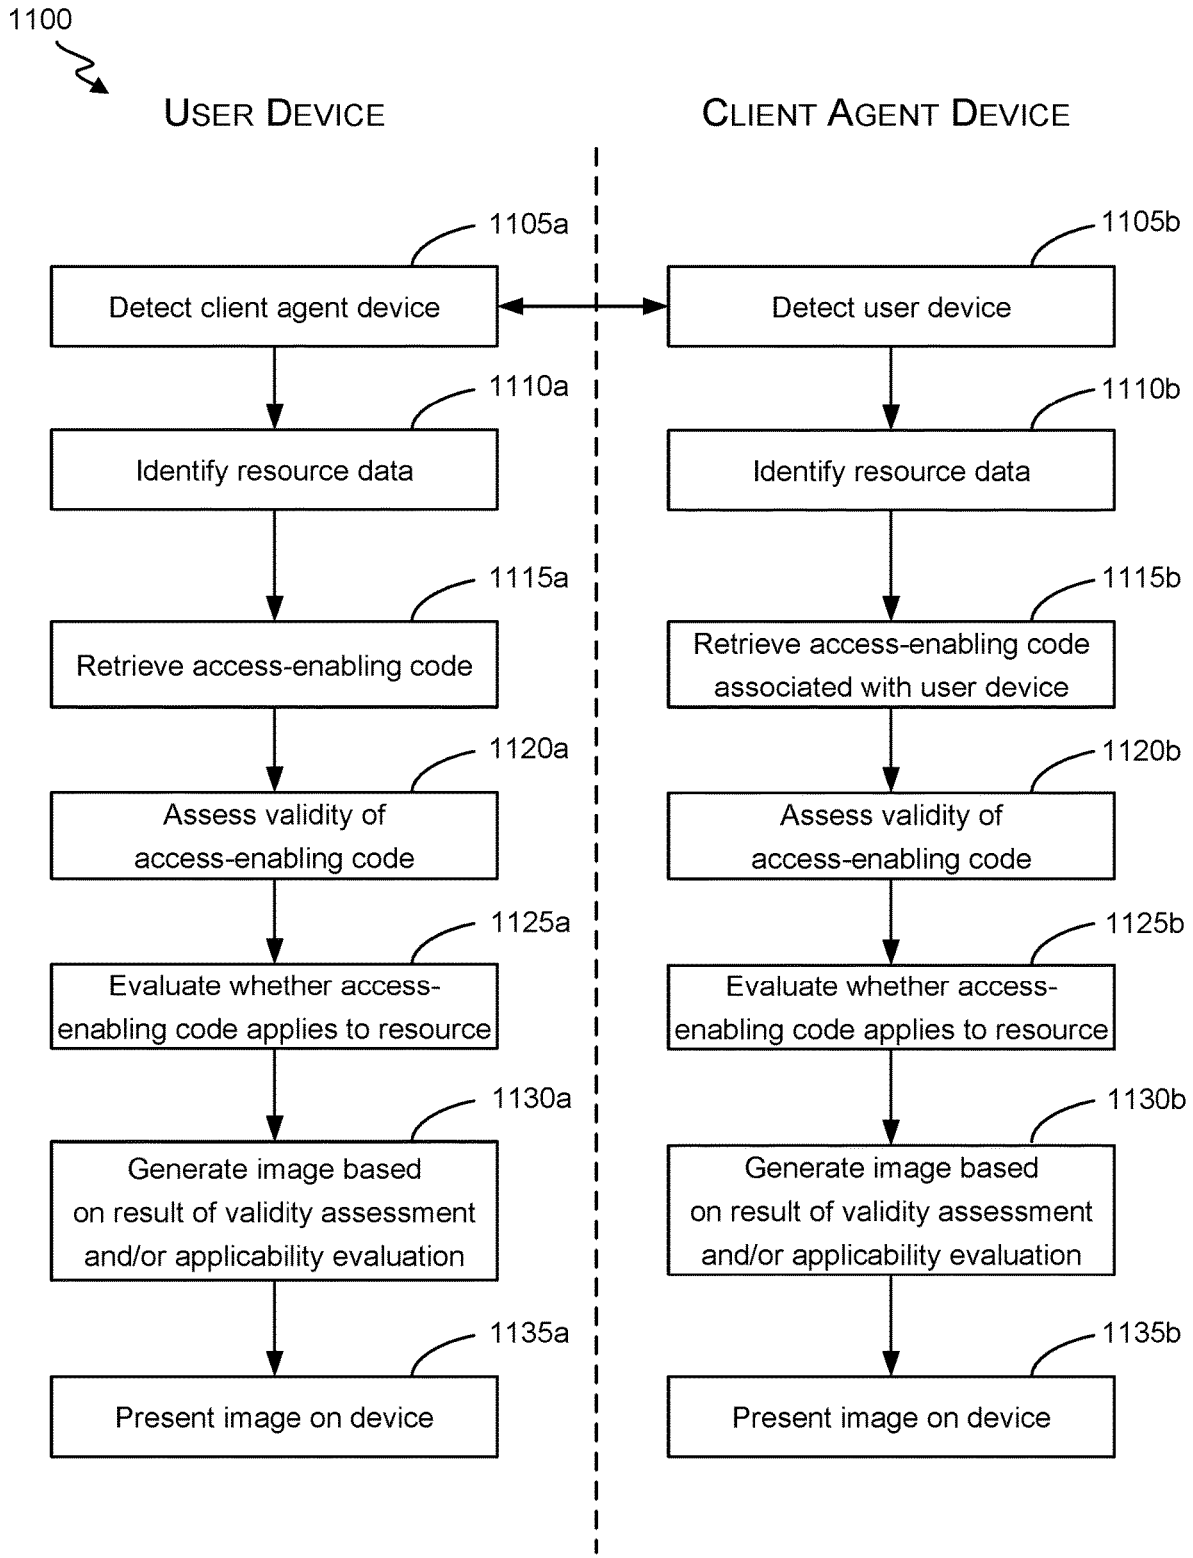 1100
USER DEVICE
CLIENT AGENT DEVICE
1105a
1105b
Detect client agent device
Detect user device
1110a
1110b
Identify resource data
Identify resource data
1115a
1115b
Retrieve access-enabling code
Retrieve access-enabling code
associated with user device
1120a
1120b
Assess validity of
access-enabling code
Assess validity of
access-enabling code
1125a
1125b
Evaluate whether access-
enabling code applies to resource
Evaluate whether access-
enabling code applies to resource
1130a
1130b
Generate image based
on result of validity assessment
and/or applicability evaluation
Generate image based
on result of validity assessment
and/or applicability evaluation
1135a
1135b
Present image on device
Present image on device